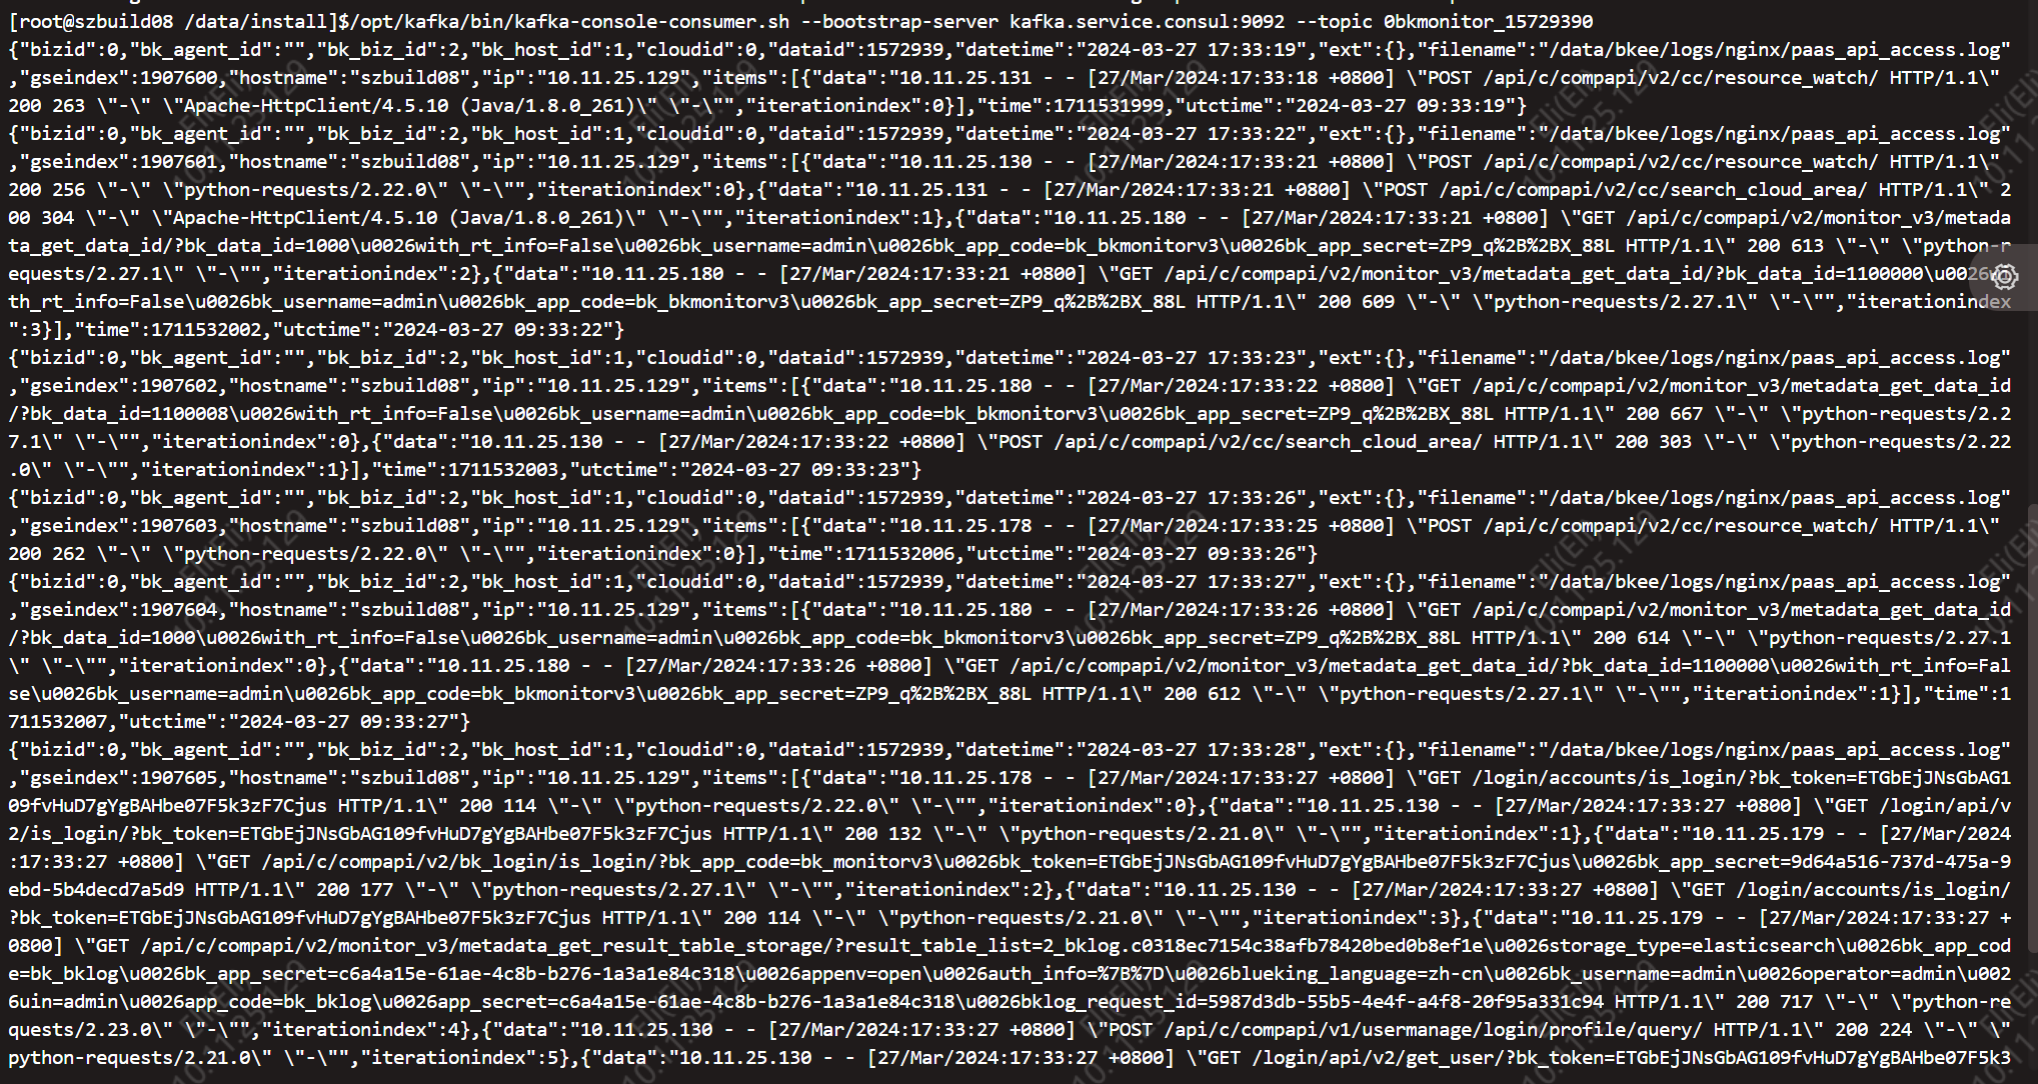 [root@szbuild08 /data/install]$/opt/kafka/bin/kafka-console-consumer.sh --bootstrap-server kafka.service.consul:9092 --topic 0bkmonitor_15729390
{"bizid":0,"bk_agent_id":"","bk_biz_id":2,"bk_host_id":1,"cloudid":0,"dataid":1572939,"datetime":"2024-03-27 17:33:19","ext":{},"filename":"/data/bkee/logs/nginx/paas_api_access.log"
,"gseindex":1907600,"hostname":"szbuild08","ip":"10.11.25.129","items":[{"data":"10.11.25.131 - - [27/Mar/2024:17:33:18 +0800] \"POST /api/c/compapi/v2/cc/resource_watch/ HTTP/1.1\"
200 263 \"-\" \"Apache-HttpClient/4.5.10 (Java/1.8.0_261)\" \"-\"","iterationindex":0}],"time":1711531999,"utctime":"2024-03-27 09:33:19"}
{"bizid":0,"bk_agent_id":"","bk_biz_id":2,"bk_host_id":1,"cloudid":0,"dataid":1572939,"datetime":"2024-03-27 17:33:22","ext":{},"filename":"/data/bkee/logs/nginx/paas_api_access.log"
,"gseindex":1907601,"hostname":"szbuild08","ip":"10.11.25.129","items":[{"data":"10.11.25.130 - - [27/Mar/2024:17:33:21 +0800] \"POST /api/c/compapi/v2/cc/resource_watch/ HTTP/1.1\"
200 256 \"-\" \"python-requests/2.22.0\" \"-\"","iterationindex":0},{"data":"10.11.25.131 - - [27/Mar/2024:17:33:21 +0800] \"POST /api/c/compapi/v2/cc/search_cloud_area/ HTTP/1.1\" 2
00 304 \"-\" \"Apache-HttpClient/4.5.10 (Java/1.8.0_261)\" \"-\"","iterationindex":1},{"data":"10.11.25.180 - - [27/Mar/2024:17:33:21 +0800] \"GET /api/c/compapi/v2/monitor_v3/metada
ta_get_data_id/?bk_data_id=1000\u0026with_rt_info=False\u0026bk_username=admin\u0026bk_app_code=bk_bkmonitorv3\u0026bk_app_secret=ZP9_q%2B%2BX_88L HTTP/1.1\" 200 613 \"-\" \"python-r
equests/2.27.1\" \"-\"","iterationindex":2},{"data":"10.11.25.180 - - [27/Mar/2024:17:33:21 +0800] \"GET /api/c/compapi/v2/monitor_v3/metadata_get_data_id/?bk_data_id=1100000\u0026wi
th_rt_info=False\u0026bk_username=admin\u0026bk_app_code=bk_bkmonitorv3\u0026bk_app_secret=ZP9_q%2B%2BX_88L HTTP/1.1\" 200 609 \"-\" \"python-requests/2.27.1\" \"-\"","iterationindex
":3}],"time":1711532002,"utctime":"2024-03-27 09:33:22"}
{"bizid":0,"bk_agent_id":"","bk_biz_id":2,"bk_host_id":1,"cloudid":0,"dataid":1572939,"datetime":"2024-03-27 17:33:23","ext":{},"filename":"/data/bkee/logs/nginx/paas_api_access.log"
,"gseindex":1907602,"hostname":"szbuild08","ip":"10.11.25.129","items":[{"data":"10.11.25.180 - - [27/Mar/2024:17:33:22 +0800] \"GET /api/c/compapi/v2/monitor_v3/metadata_get_data_id
/?bk_data_id=1100008\u0026with_rt_info=False\u0026bk_username=admin\u0026bk_app_code=bk_bkmonitorv3\u0026bk_app_secret=ZP9_q%2B%2BX_88L HTTP/1.1\" 200 667 \"-\" \"python-requests/2.2
7.1\" \"-\"","iterationindex":0},{"data":"10.11.25.130 - - [27/Mar/2024:17:33:22 +0800] \"POST /api/c/compapi/v2/cc/search_cloud_area/ HTTP/1.1\" 200 303 \"-\" \"python-requests/2.22
.0\" \"-\"","iterationindex":1}],"time":1711532003,"utctime":"2024-03-27 09:33:23"}
{"bizid":0,"bk_agent_id":"","bk_biz_id":2,"bk_host_id":1,"cloudid":0,"dataid":1572939,"datetime":"2024-03-27 17:33:26","ext":{},"filename":"/data/bkee/logs/nginx/paas_api_access.log"
,"gseindex":1907603,"hostname":"szbuild08","ip":"10.11.25.129","items":[{"data":"10.11.25.178 - - [27/Mar/2024:17:33:25 +0800] \"POST /api/c/compapi/v2/cc/resource_watch/ HTTP/1.1\"
200 262 \"-\" \"python-requests/2.22.0\" \"-\"","iterationindex":0}],"time":1711532006,"utctime":"2024-03-27 09:33:26"}
{"bizid":0,"bk_agent_id":"","bk_biz_id":2,"bk_host_id":1,"cloudid":0,"dataid":1572939,"datetime":"2024-03-27 17:33:27","ext":{},"filename":"/data/bkee/logs/nginx/paas_api_access.log"
,"gseindex":1907604,"hostname":"szbuild08","ip":"10.11.25.129","items":[{"data":"10.11.25.180 - - [27/Mar/2024:17:33:26 +0800] \"GET /api/c/compapi/v2/monitor_v3/metadata_get_data_id
/?bk_data_id=1000\u0026with_rt_info=False\u0026bk_username=admin\u0026bk_app_code=bk_bkmonitorv3\u0026bk_app_secret=ZP9_q%2B%2BX_88L HTTP/1.1\" 200 614 \"-\" \"python-requests/2.27.1
\" \"-\"","iterationindex":0},{"data":"10.11.25.180 - - [27/Mar/2024:17:33:26 +0800] \"GET /api/c/compapi/v2/monitor_v3/metadata_get_data_id/?bk_data_id=1100000\u0026with_rt_info=Fal
se\u0026bk_username=admin\u0026bk_app_code=bk_bkmonitorv3\u0026bk_app_secret=ZP9_q%2B%2BX_88L HTTP/1.1\" 200 612 \"-\" \"python-requests/2.27.1\" \"-\"","iterationindex":1}],"time":1
711532007,"utctime":"2024-03-27 09:33:27"}
{"bizid":0,"bk_agent_id":"","bk_biz_id":2,"bk_host_id":1,"cloudid":0,"dataid":1572939,"datetime":"2024-03-27 17:33:28","ext":{},"filename":"/data/bkee/logs/nginx/paas_api_access.log"
,"gseindex":1907605,"hostname":"szbuild08","ip":"10.11.25.129","items":[{"data":"10.11.25.178 - - [27/Mar/2024:17:33:27 +0800] \"GET /login/accounts/is_login/?bk_token=ETGbEjJNsGbAG1
09fvHuD7gYgBAHbe07F5k3zF7Cjus HTTP/1.1\" 200 114 \"-\" \"python-requests/2.22.0\" \"-\"","iterationindex":0},{"data":"10.11.25.130 - - [27/Mar/2024:17:33:27 +0800] \"GET /login/api/v
2/is_login/?bk_token=ETGbEjJNsGbAG109fvHuD7gYgBAHbe07F5k3zF7Cjus HTTP/1.1\" 200 132 \"-\" \"python-requests/2.21.0\" \"-\"","iterationindex":1},{"data":"10.11.25.179 - - [27/Mar/2024
:17:33:27 +0800] \"GET /api/c/compapi/v2/bk_login/is_login/?bk_app_code=bk_monitorv3\u0026bk_token=ETGbEjJNsGbAG109fvHuD7gYgBAHbe07F5k3zF7Cjus\u0026bk_app_secret=9d64a516-737d-475a-9
ebd-5b4decd7a5d9 HTTP/1.1\" 200 177 \"-\" \"python-requests/2.27.1\" \"-\"","iterationindex":2},{"data":"10.11.25.130 - - [27/Mar/2024:17:33:27 +0800] \"GET /login/accounts/is_login/
?bk_token=ETGbEjJNsGbAG109fvHuD7gYgBAHbe07F5k3zF7Cjus HTTP/1.1\" 200 114 \"-\" \"python-requests/2.21.0\" \"-\"","iterationindex":3},{"data":"10.11.25.179 - - [27/Mar/2024:17:33:27 +
0800] \"GET /api/c/compapi/v2/monitor_v3/metadata_get_result_table_storage/?result_table_list=2_bklog.c0318ec7154c38afb78420bed0b8ef1e\u0026storage_type=elasticsearch\u0026bk_app_cod
e=bk_bklog\u0026bk_app_secret=c6a4a15e-61ae-4c8b-b276-1a3a1e84c318\u0026appenv=open\u0026auth_info=%7B%7D\u0026blueking_language=zh-cn\u0026bk_username=admin\u0026operator=admin\u002
6uin=admin\u0026app_code=bk_bklog\u0026app_secret=c6a4a15e-61ae-4c8b-b276-1a3a1e84c318\u0026bklog_request_id=5987d3db-55b5-4e4f-a4f8-20f95a331c94 HTTP/1.1\" 200 717 \"-\" \"python-re
quests/2.23.0\" \"-\"","iterationindex":4},{"data":"10.11.25.130 - - [27/Mar/2024:17:33:27 +0800] \"POST /api/c/compapi/v1/usermanage/login/profile/query/ HTTP/1.1\" 200 224 \"-\" \"
python-requests/2.21.0\" \"-\"","iterationindex":5},{"data":"10.11.25.130 - - [27/Mar/2024:17:33:27 +0800] \"GET /login/api/v2/get_user/?bk_token=ETGbEjJNsGbAG109fvHuD7gYgBAHbe07F5k3